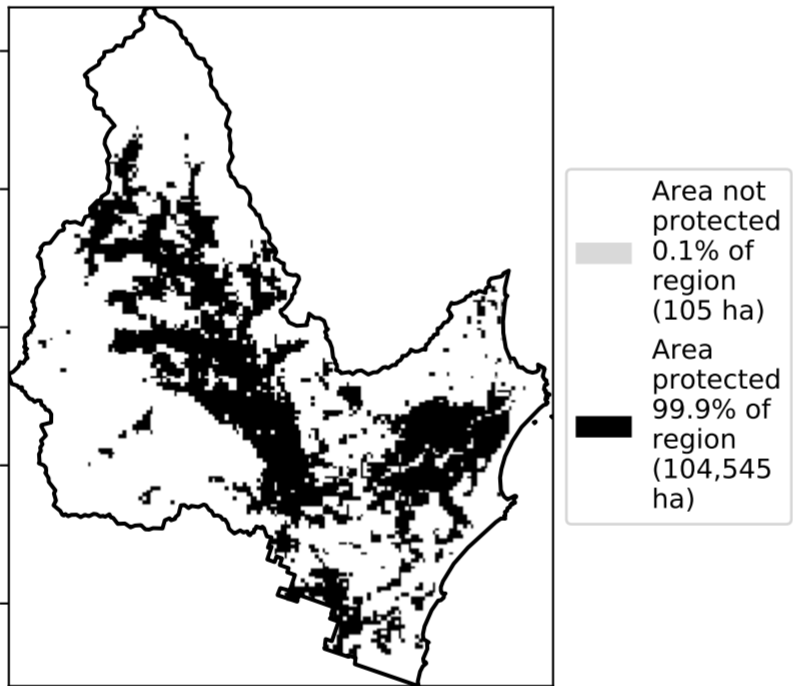 Area not
protected
0.1% of
region
(105 ha)
Area
protected
99.9% of
region
(104,545
ha)